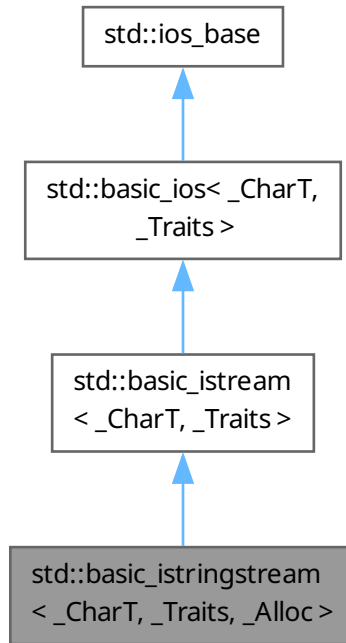 std::ios_base
std::basic_ios< _CharT,
_Traits >
std::basic_istream
< _CharT, _Traits >
std::basic_istringstream
< _CharT, _Traits, _Alloc >